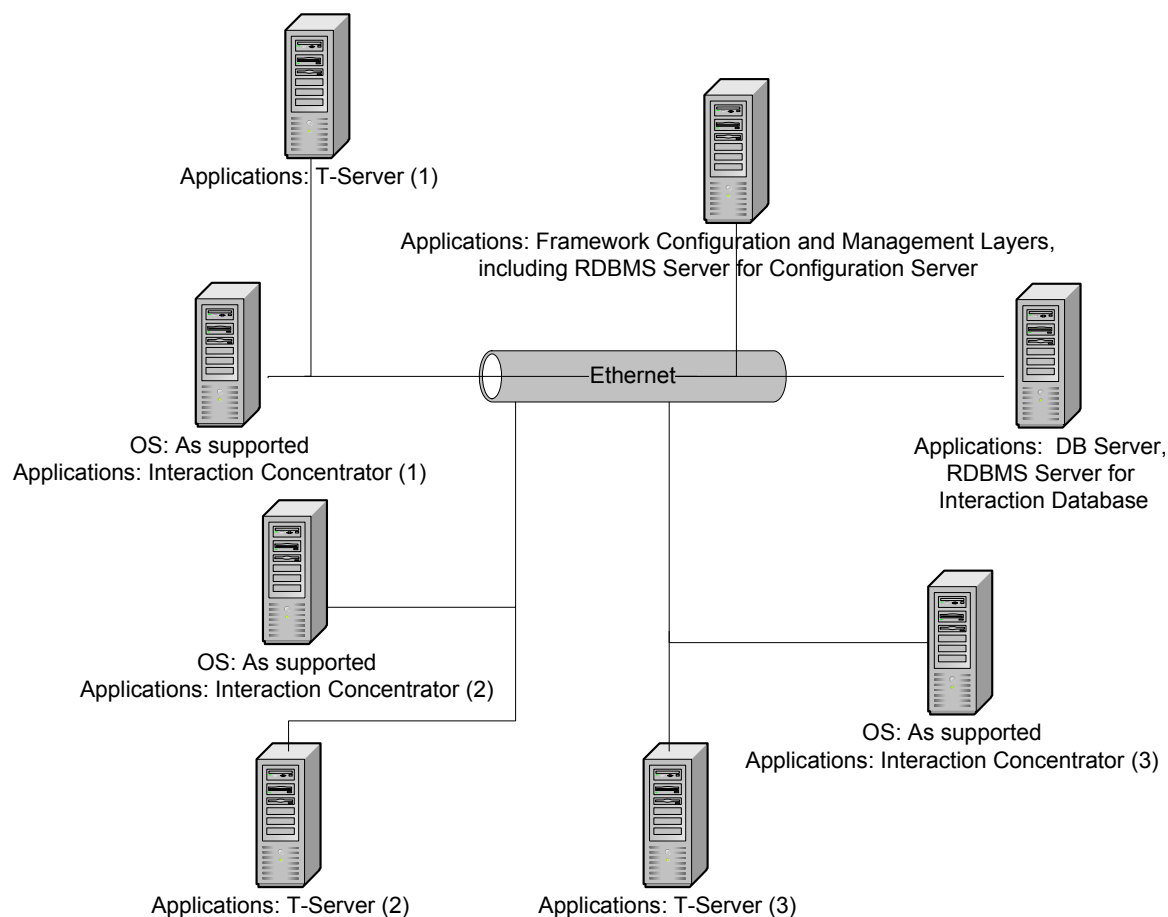 Applications: T-Server (1)
Applications: Framework Configuration and Management Layers,
including RDBMS Server for Configuration Server
Ethernet
OS: As supported
Applications: Interaction Concentrator (1)
Applications:  DB Server,
RDBMS Server for
Interaction Database
OS: As supported
Applications: Interaction Concentrator (2)
OS: As supported
Applications: Interaction Concentrator (3)
Applications: T-Server (2)
Applications: T-Server (3)